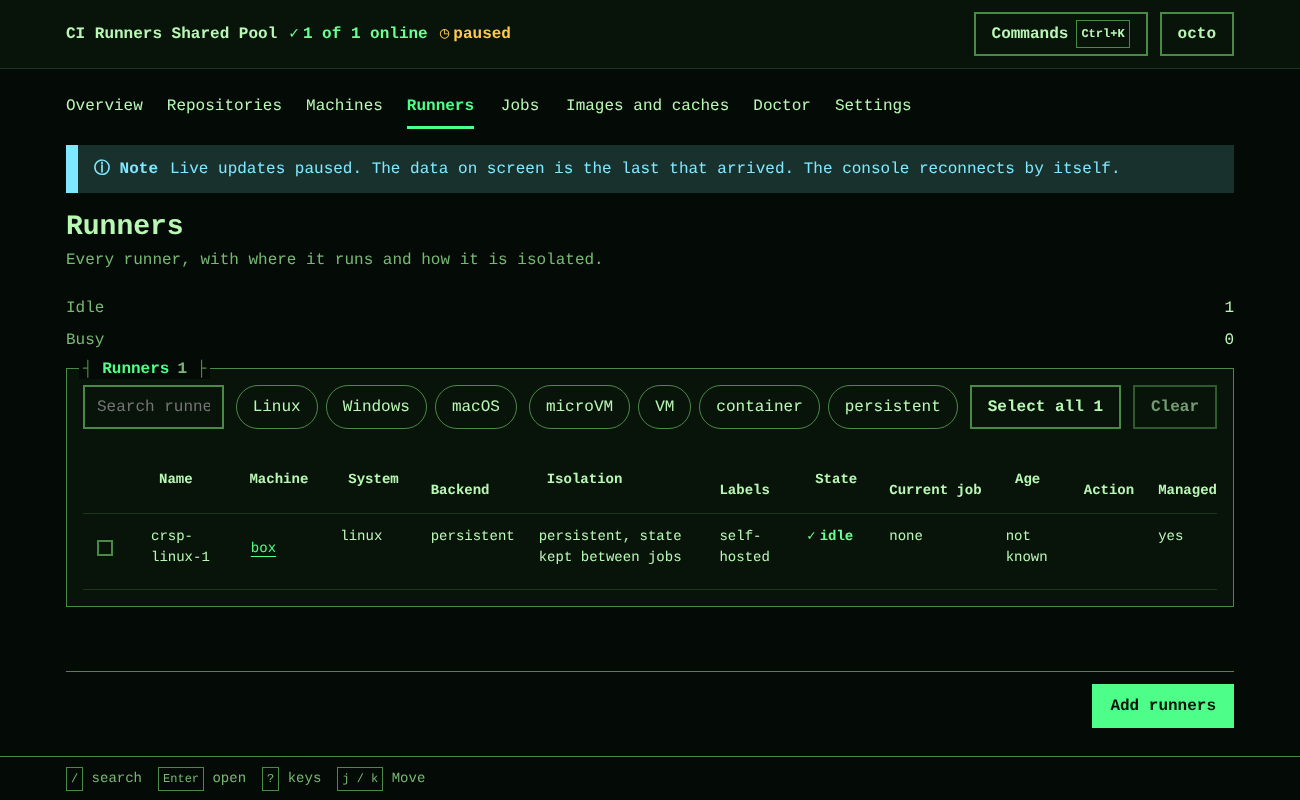 CI Runners Shared Pool ✓ 1 of 1 online ◷ paused Commands Ctrl+K octo
Overview Repositories Machines Runners Jobs Images and caches Doctor Settings
ⓘ Note Live updates paused. The data on screen is the last that arrived. The console reconnects by itself.
Runners
Every runner, with where it runs and how it is isolated.
Idle 1
Busy 0
Runners 1
Search runne Linux Windows macOS microVM VM container persistent Select all 1 Clear
Name Machine System Backend Isolation Labels State Current job Age Action Managed
crsp- linux persistent persistent, state self- ✓ idle none not yes
linux-1 box kept between jobs hosted known
Add runners
/ search Enter open ? keys j / k Move